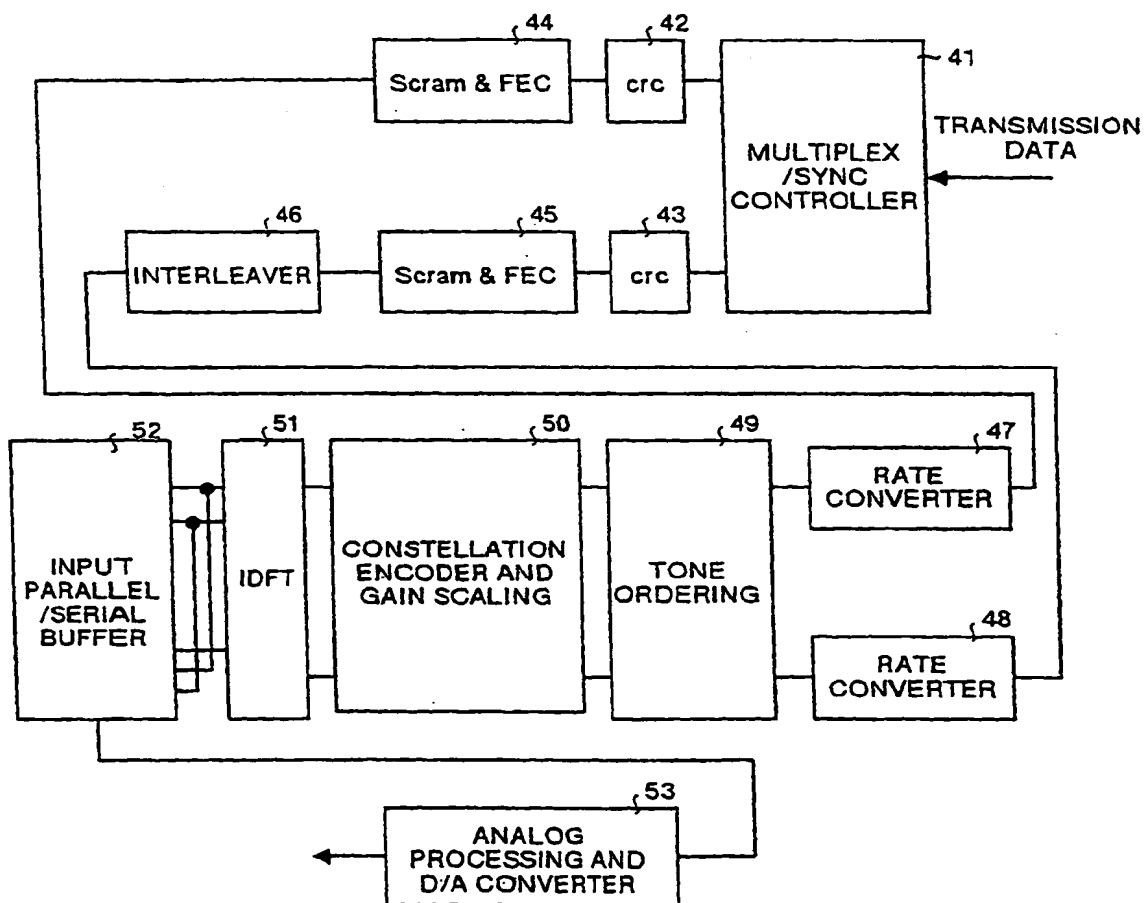 44
42
41
Scram & FEC
crc
MULTIPLEX
/SYNC
CONTROLLER
TRANSMISSION
DATA
46
45
43
INTERLEAVER
Scram & FEC
crc
52
51
50
49
47
INPUT
PARALLEL
/SERIAL
BUFFER
IDFT
CONSTELLATION
ENCODER AND
GAIN SCALING
TONE
ORDERING
RATE
CONVERTER
48
RATE
CONVERTER
53
ANALOG
PROCESSING AND
D/A CONVERTER